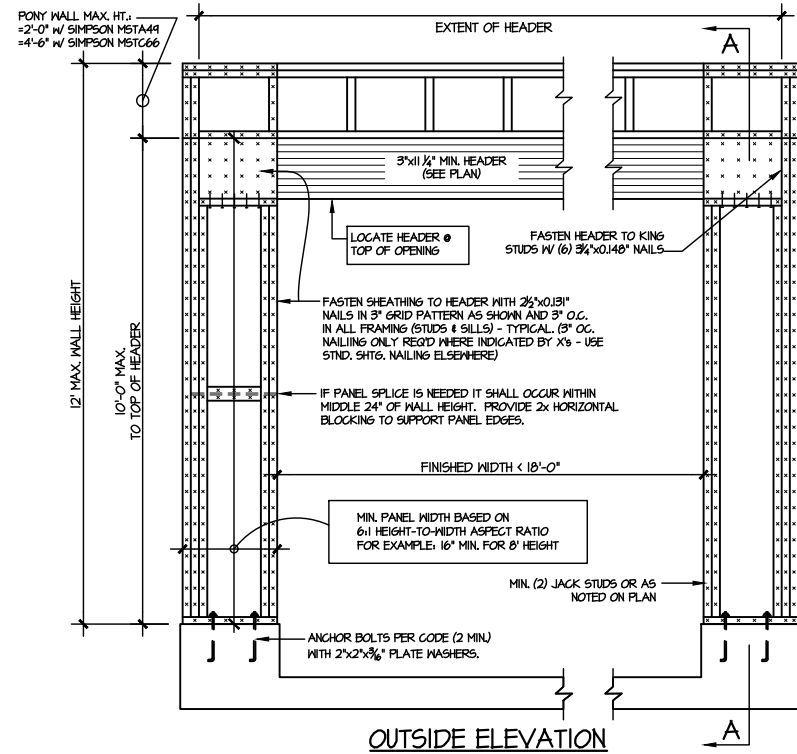 PONY WALL MAX. HT.:
=2'-0" W/ SIMPSON MSTA49
=4'-6" W/ SIMPSON MSTC66
EXTENT OF HEADER
A
3"x11 1/4" MIN. HEADER
(SEE PLAN)
LOCATE HEADER @
TOP OF OPENING
FASTEN HEADER TO KING
STUDS W/ (6) 3 1/4"x0.148" NAILS
FASTEN SHEATHING TO HEADER WITH 2 1/2"x0.131"
NAILS IN 3" GRID PATTERN AS SHOWN AND 3" O.C.
IN ALL FRAMING (STUDS & SILLS) - TYPICAL. (3" OC.
NAILIING ONLY REQ'D WHERE INDICATED BY X's - USE
STND. SHTG. NAILING ELSEWHERE)
12' MAX. WALL HEIGHT
10'-0" MAX.
TO TOP OF HEADER
IF PANEL SPLICE IS NEEDED IT SHALL OCCUR WITHIN
MIDDLE 24" OF WALL HEIGHT. PROVIDE 2x HORIZONTAL
BLOCKING TO SUPPORT PANEL EDGES.
FINISHED WIDTH < 18'-0"
MIN. PANEL WIDTH BASED ON
6:1 HEIGHT-TO-WIDTH ASPECT RATIO
FOR EXAMPLE: 16" MIN. FOR 8' HEIGHT
MIN. (2) JACK STUDS OR AS
NOTED ON PLAN
ANCHOR BOLTS PER CODE (2 MIN.)
WITH 2"x2"x3/16" PLATE WASHERS.
A
OUTSIDE ELEVATION